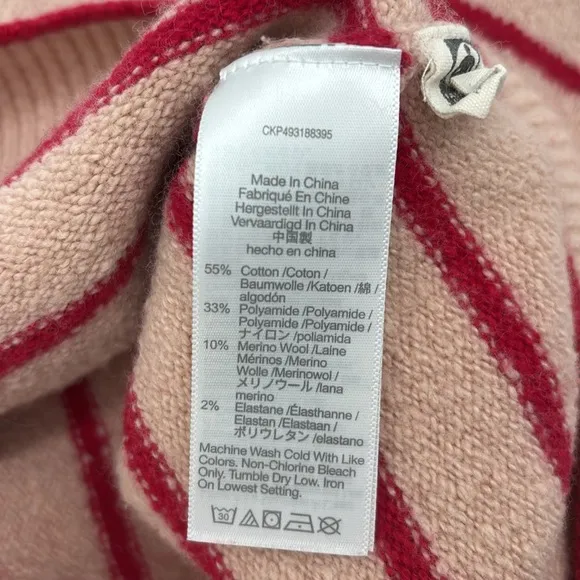 CKP493188395
Made In China
Fabriqué En Chine
Hergestellt In China
Vervaardigd In China
中国製
hecho en china
55% Cotton /Coton /
Baumwolle /Katoen /綿 /
algodón
33% Polyamide /Polyamide /
Polyamide /Polyamide /
ナイロン /poliamida
10% Merino Wool /Laine
Mérinos /Merino
Wolle /Merinowol /
メリノウール /lana
merino
2% Elastane /Élasthanne /
Elastan /Elastaan /
ポリウレタン /elastano
Machine Wash Cold With Like
Colors. Non-Chlorine Bleach
Only. Tumble Dry Low. Iron
On Lowest Setting.
30